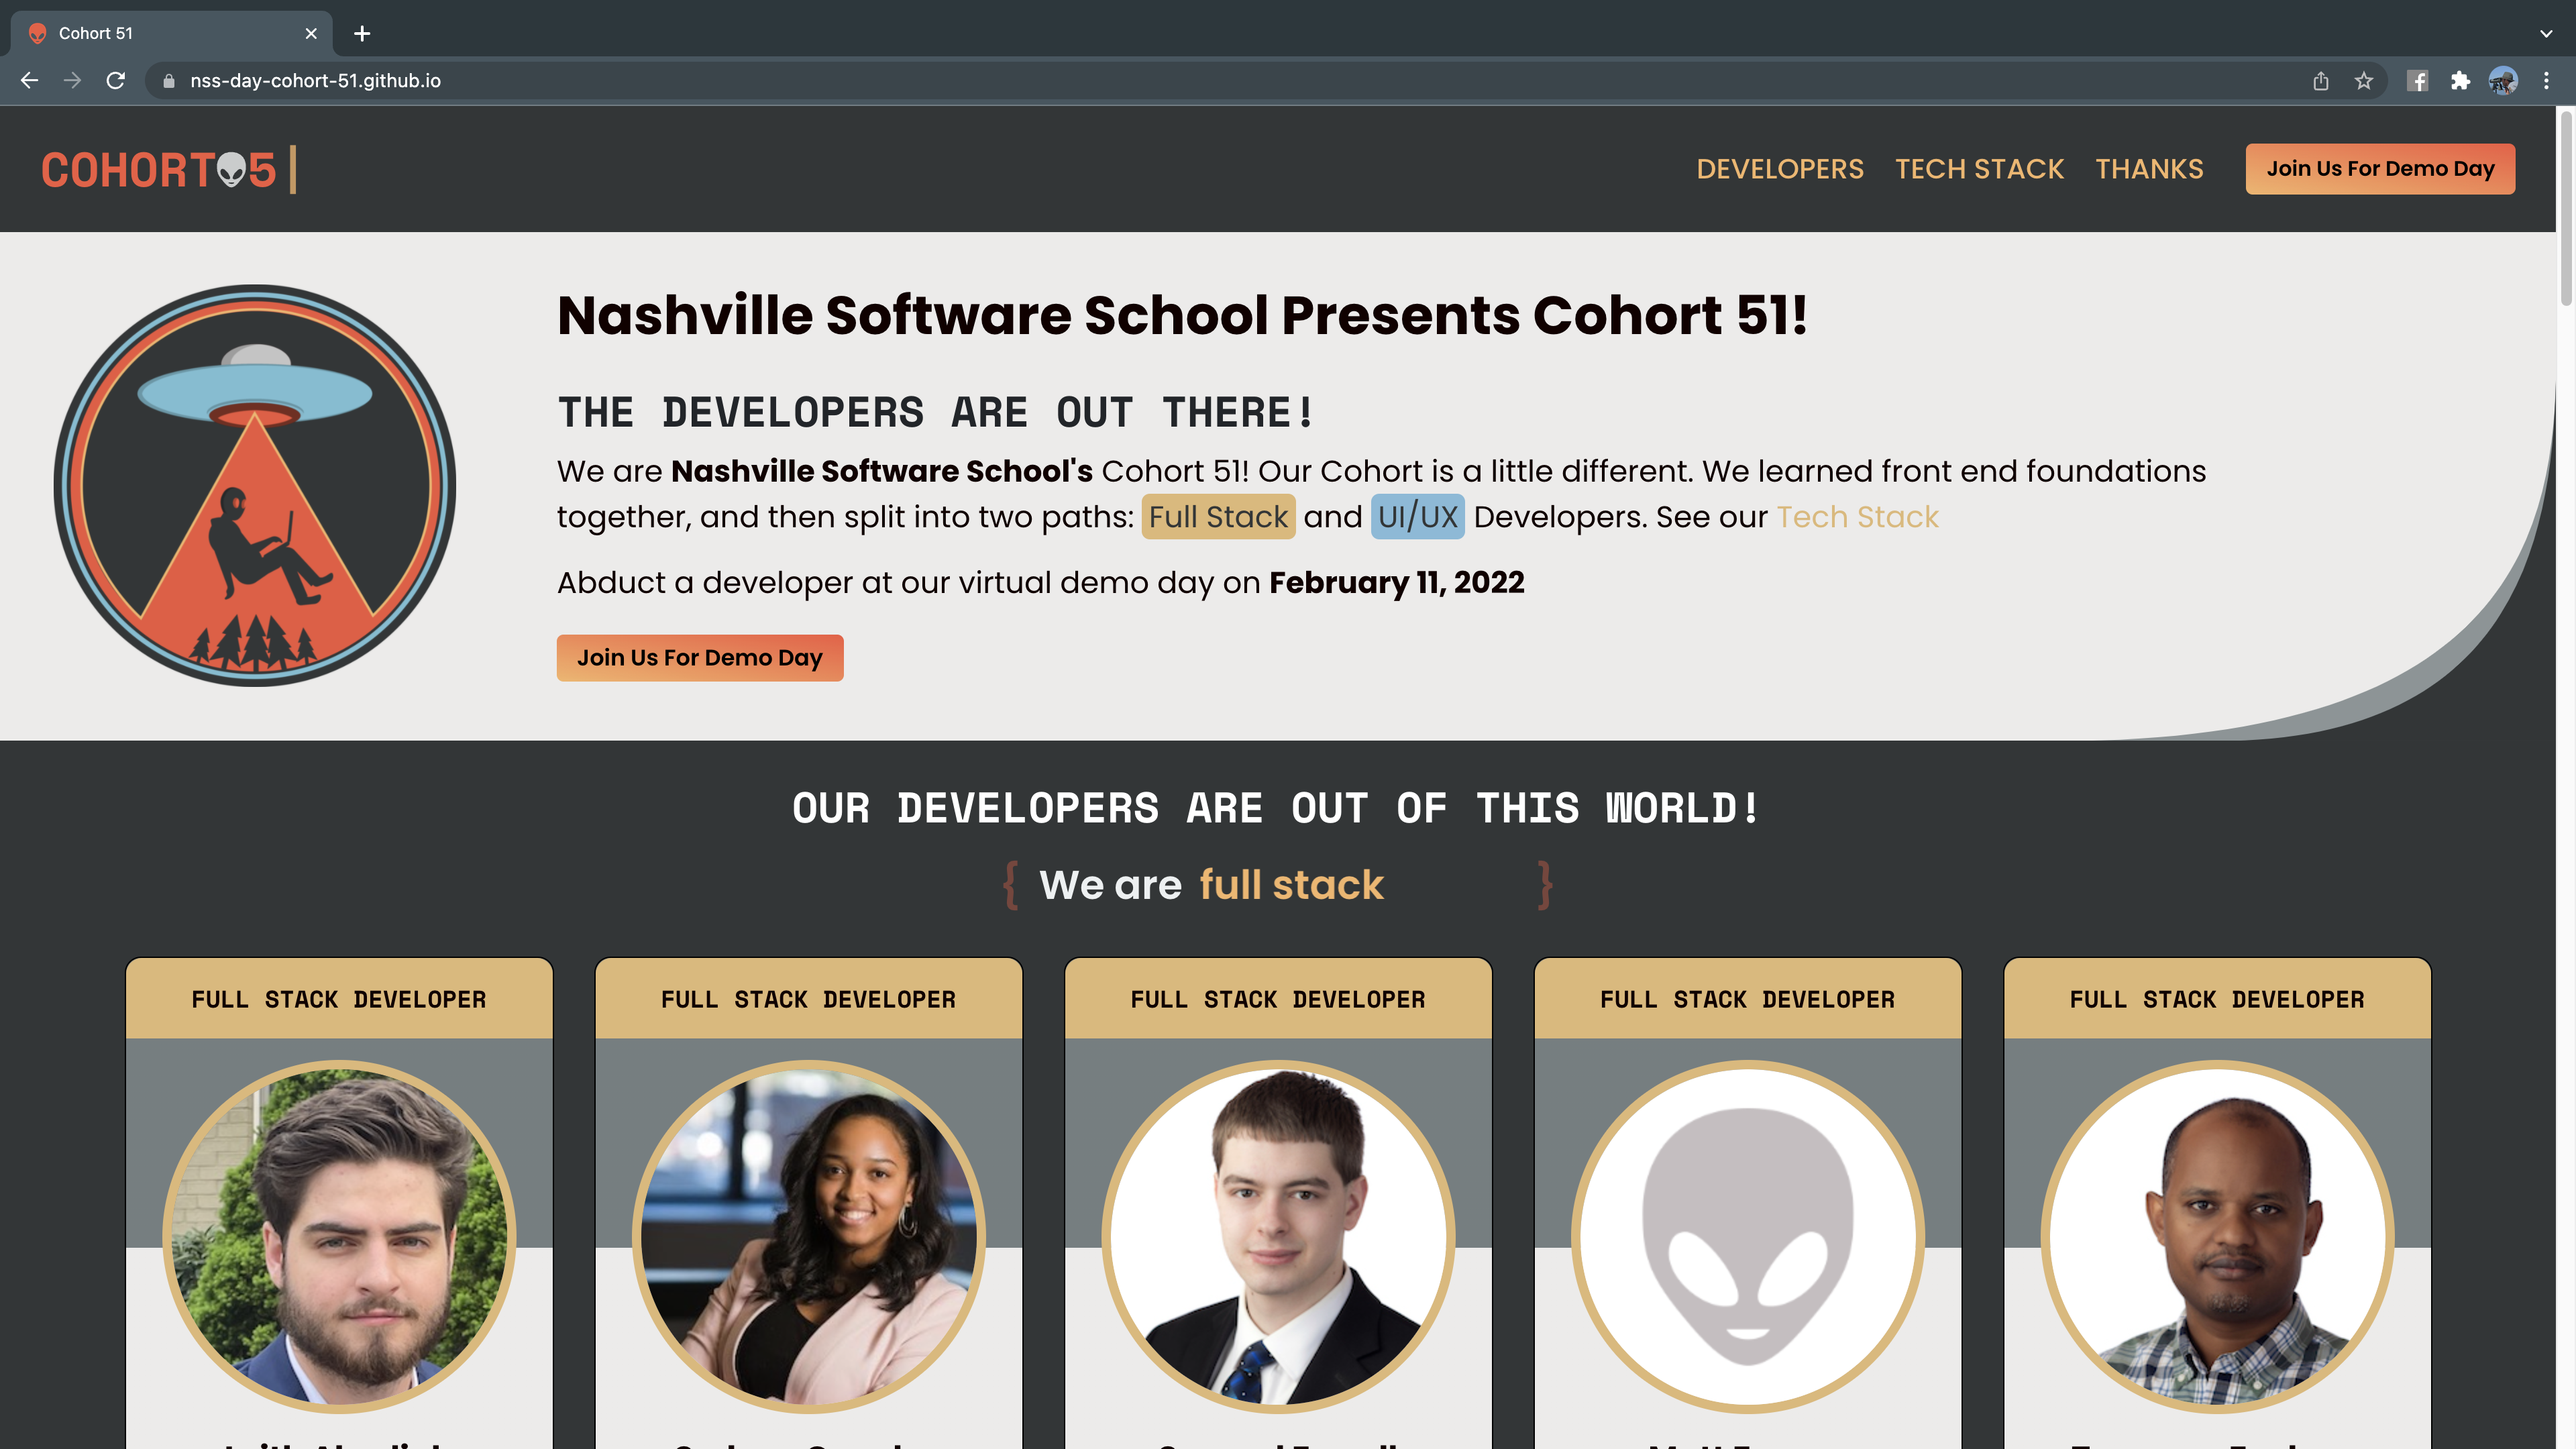 Cohort 51
nss-day-cohort-51.github.io
COHORT 5
DEVELOPERS TECH STACK THANKS Join Us For Demo Day
Nashville Software School Presents Cohort 51!
THE DEVELOPERS ARE OUT THERE!
We are Nashville Software School's Cohort 51! Our Cohort is a little different. We learned front end foundations
together, and then split into two paths: Full Stack and UI/UX Developers. See our Tech Stack
Abduct a developer at our virtual demo day on February 11, 2022
Join Us For Demo Day
OUR DEVELOPERS ARE OUT OF THIS WORLD!
{ We are full stack }
FULL STACK DEVELOPER FULL STACK DEVELOPER FULL STACK DEVELOPER FULL STACK DEVELOPER FULL STACK DEVELOPER